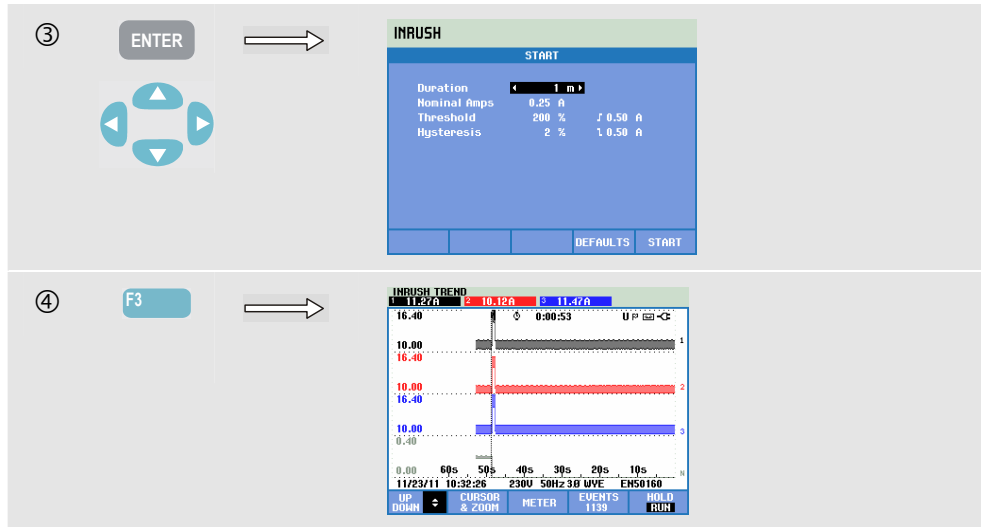 ③
ENTER
INRUSH
START
Duration 1 m
Nominal Amps 0.25 A
Threshold 200 % 0.50 A
Hysteresis 2 % 0.50 A
DEFAULTS START
④
F3
INRUSH TREND
1 11.27A 2 10.12A 3 11.47A
16.40 0:00:53 U
10.00 1
16.40
10.00 2
16.40
10.00 3
0.40
0.00 60s 50s 40s 30s 20s 10s N
11/23/11 10:32:26 230V 50Hz 3Ø WYE EN50160
UP CURSOR METER EVENTS HOLD
DOWN & ZOOM 1139 RUN